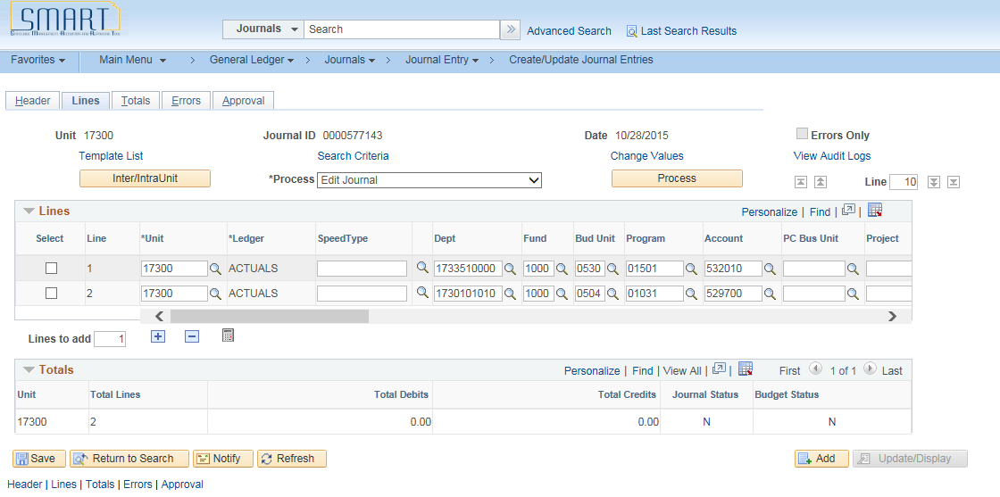 SMART
Journals Search Advanced Search Last Search Results
Favorites Main Menu > General Ledger > Journals > Journal Entry > Create/Update Journal Entries
Header Lines Totals Errors Approval
Unit 17300 Journal ID 0000577143 Date 10/28/2015 Errors Only
Template List Search Criteria Change Values View Audit Logs
Inter/IntraUnit *Process Edit Journal Process Line 10
Lines Personalize | Find | |
Select Line *Unit *Ledger SpeedType Dept Fund Bud Unit Program Account PC Bus Unit Project
1 17300 ACTUALS 1733510000 1000 0530 01501 532010
2 17300 ACTUALS 1730101010 1000 0504 01031 529700
Lines to add 1
Totals Personalize | Find | View All | | First 1 of 1 Last
Unit Total Lines Total Debits Total Credits Journal Status Budget Status
17300 2 0.00 0.00 N N
Save Return to Search Notify Refresh Add Update/Display
Header | Lines | Totals | Errors | Approval